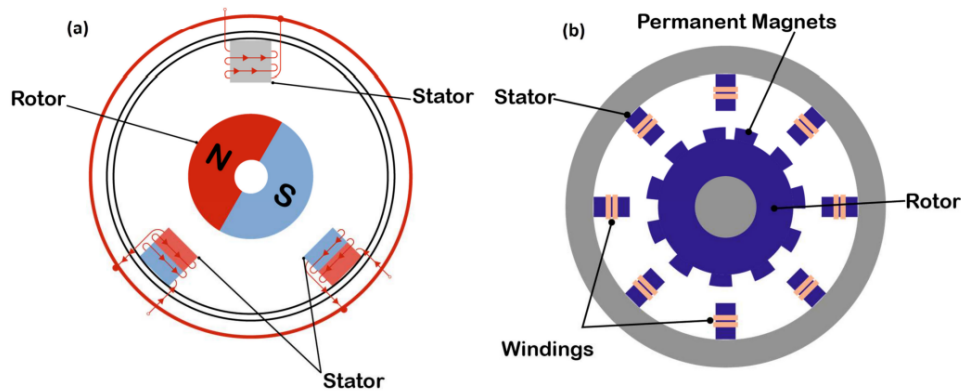 (a)
Rotor
Stator
N
S
Stator
(b)
Permanent Magnets
Stator
Rotor
Windings